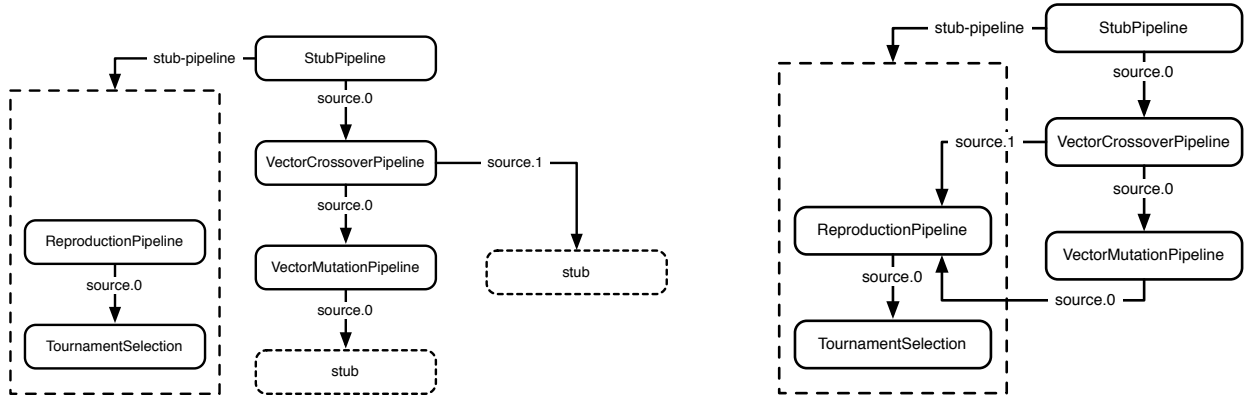 stub-pipeline
StubPipeline
source.0
VectorCrossoverPipeline
source.1
source.0
ReproductionPipeline
VectorMutationPipeline
stub
source.0
source.0
TournamentSelection
stub
stub-pipeline
StubPipeline
source.0
source.1
VectorCrossoverPipeline
source.0
ReproductionPipeline
VectorMutationPipeline
source.0
source.0
TournamentSelection